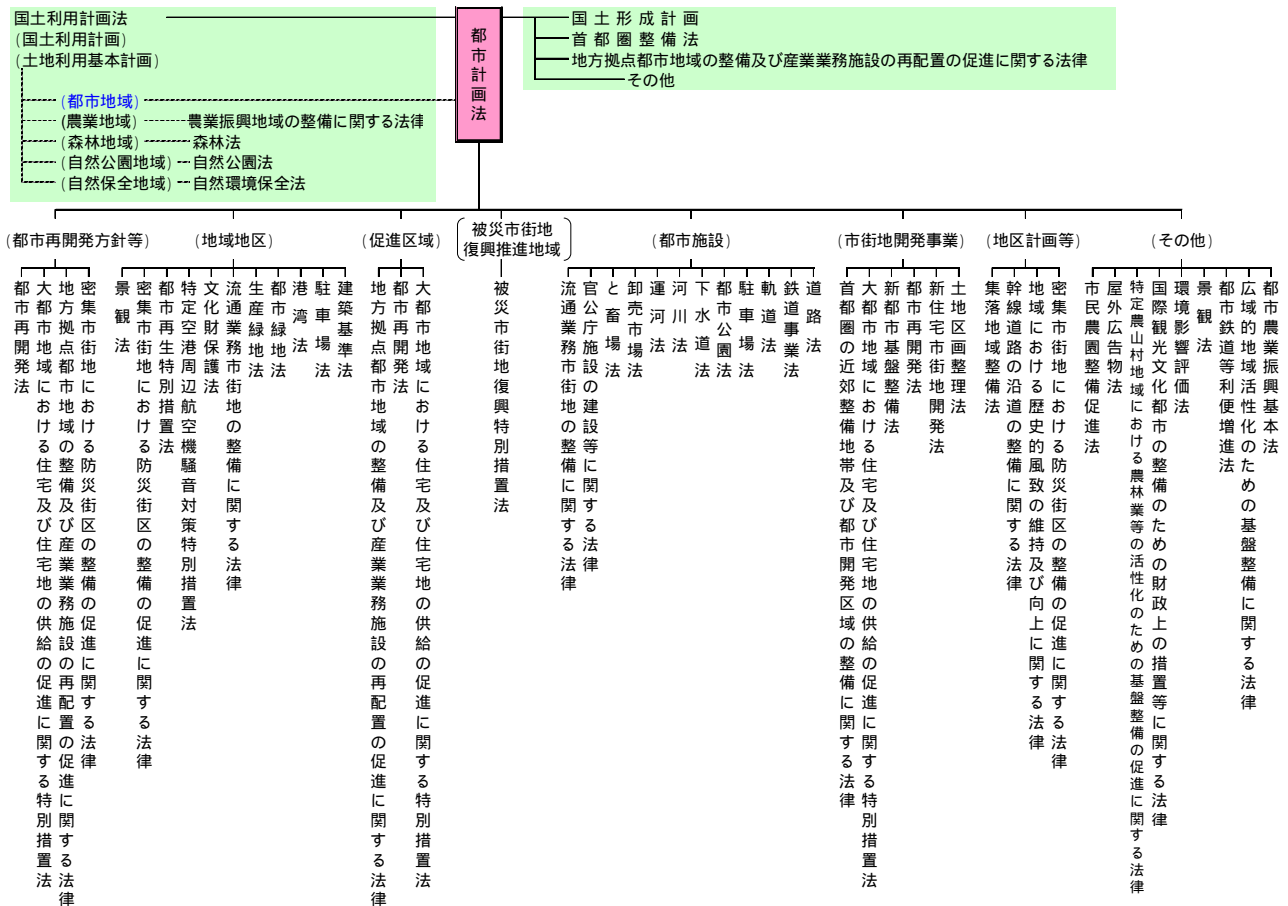 国土利用計画法
(国土利用計画)
(土地利用基本計画)
(都市地域)
(農業地域)
農業振興地域の整備に関する法律
(森林地域)
森林法
(自然公園地域)
自然公園法
(自然保全地域)
自然環境保全法
都市計画法
国土形成計画
首都圏整備法
地方拠点都市地域の整備及び産業業務施設の再配置の促進に関する法律
その他
(都市再開発方針等)
都市再開発法
大都市地域における住宅及び住宅地の供給の促進に関する特別措置法
地方拠点都市地域の整備及び産業業務施設の再配置の促進に関する法律
密集市街地における防災街区の整備の促進に関する法律
(地域地区)
景観法
密集市街地における防災街区の整備の促進に関する法律
都市再生特別措置法
特定空港周辺航空機騒音対策特別措置法
文化財保護法
流通業務市街地の整備に関する法律
生産緑地法
都市緑地法
港湾法
駐車場法
建築基準法
(促進区域)
地方拠点都市地域の整備及び産業業務施設の再配置の促進に関する法律
都市再開発法
大都市地域における住宅及び住宅地の供給の促進に関する特別措置法
被災市街地
復興推進地域
被災市街地復興特別措置法
(都市施設)
流通業務市街地の整備に関する法律
官公庁施設の建設等に関する法律
と畜場法
卸売市場法
運河法
河川法
下水道法
都市公園法
駐車場法
軌道法
鉄道事業法
道路法
(市街地開発事業)
首都圏の近郊整備地帯及び都市開発区域の整備に関する法律
大都市地域における住宅及び住宅地の供給の促進に関する特別措置法
新都市基盤整備法
都市再開発法
新住宅市街地開発法
土地区画整理法
(地区計画等)
集落地域整備法
幹線道路の沿道の整備に関する法律
地域における歴史的風致の維持及び向上に関する法律
密集市街地における防災街区の整備の促進に関する法律
(その他)
市民農園整備促進法
屋外広告物法
特定農山村地域における農林業等の活性化のための基盤整備の促進に関する法律
国際観光文化都市の整備のための財政上の措置等に関する法律
環境影響評価法
景観法
都市鉄道等利便増進法
広域的地域活性化のための基盤整備に関する法律
都市農業振興基本法